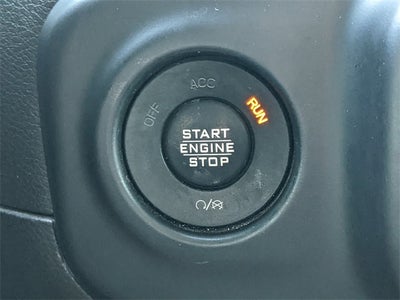 ACC
OFF
RUN
START
ENGINE
STOP